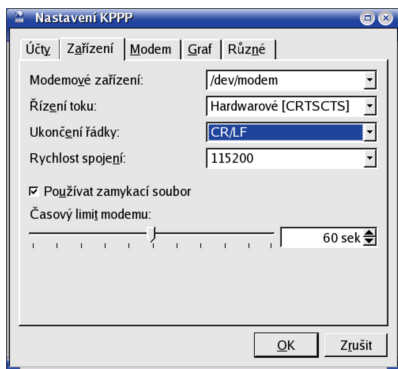 Nastavení KPPP
Účty Zařízení Modem Graf Různé
Modemové zařízení: /dev/modem
Řízení toku: Hardwarové [CRTSCTS]
Ukončení řádky: CR/LF
Rychlost spojení: 115200
Používat zamykací soubor
Časový limit modemu:
60 sek
OK Zrušit